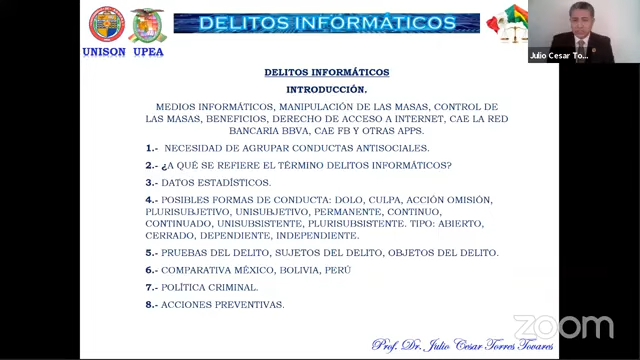 DELITOS INFORMÁTICOS
UNISON UPEA
Julio Cesar To...
DELITOS INFORMÁTICOS
INTRODUCCIÓN.
MEDIOS INFORMÁTICOS, MANIPULACIÓN DE LAS MASAS, CONTROL DE
LAS MASAS, BENEFICIOS, DERECHO DE ACCESO A INTERNET, CAE LA RED
BANCARIA BBVA, CAE FB Y OTRAS APPS.
1.- NECESIDAD DE AGRUPAR CONDUCTAS ANTISOCIALES.
2.- ¿A QUÉ SE REFIERE EL TÉRMINO DELITOS INFORMÁTICOS?
3.- DATOS ESTADÍSTICOS.
4.- POSIBLES FORMAS DE CONDUCTA: DOLO, CULPA, ACCIÓN OMISIÓN,
PLURISUBJETIVO, UNISUBJETIVO, PERMANENTE, CONTINUO,
CONTINUADO, UNISUBSISTENTE, PLURISUBSISTENTE. TIPO: ABIERTO,
CERRADO, DEPENDIENTE, INDEPENDIENTE.
5.- PRUEBAS DEL DELITO, SUJETOS DEL DELITO, OBJETOS DEL DELITO.
6.- COMPARATIVA MÉXICO, BOLIVIA, PERÚ
7.- POLÍTICA CRIMINAL.
8.- ACCIONES PREVENTIVAS.
zoom
Prof. Dr. Julio Cesar Torres Tovares